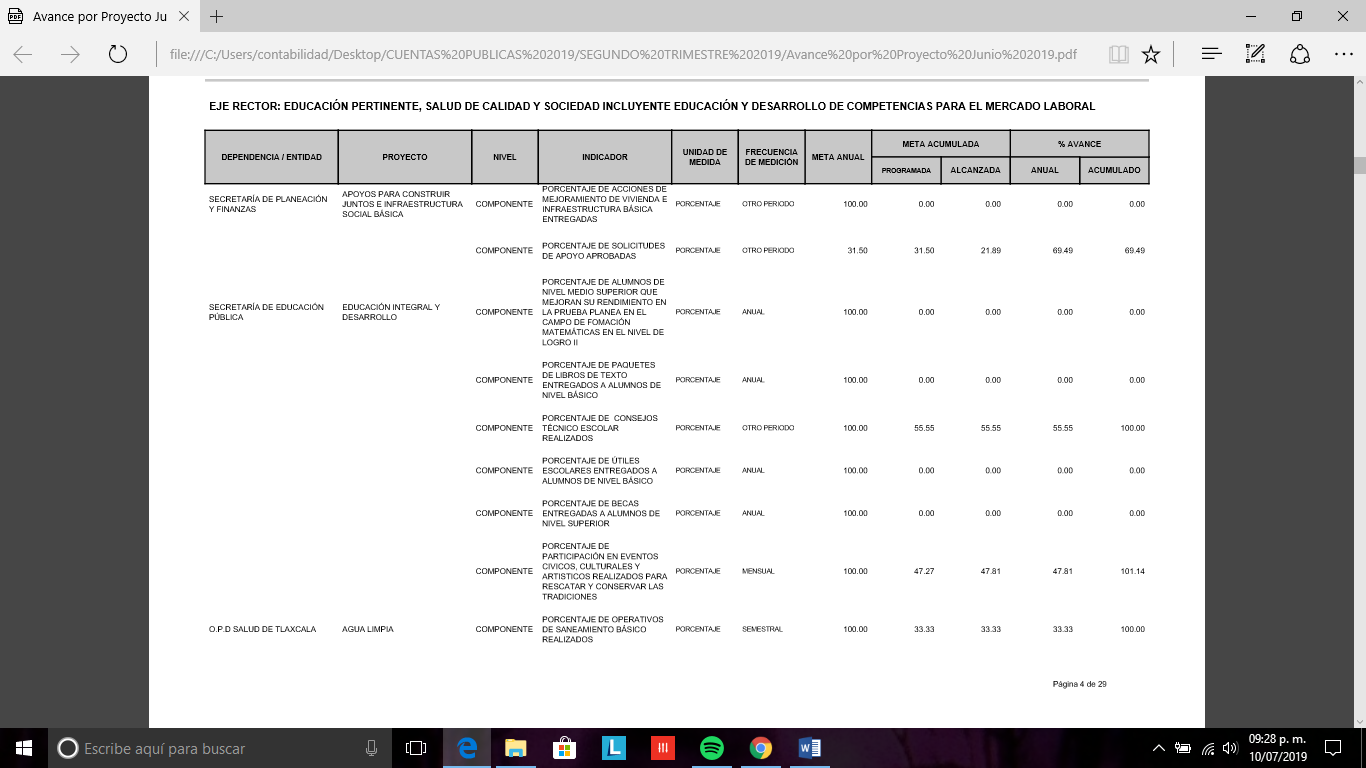 Avance por Proyecto Ju
file:///C:/Users/contabilidad/Desktop/CUENTAS%20PUBLICAS%202019/SEGUNDO%20TRIMESTRE%202019/Avance%20por%20Proyecto%20Junio%202019.pdf
EJE RECTOR: EDUCACIÓN PERTINENTE, SALUD DE CALIDAD Y SOCIEDAD INCLUYENTE EDUCACIÓN Y DESARROLLO DE COMPETENCIAS PARA EL MERCADO LABORAL
DEPENDENCIA / ENTIDAD
PROYECTO
NIVEL
INDICADOR
UNIDAD DE
MEDIDA
FRECUENCIA
DE MEDICIÓN
META ANUAL
META ACUMULADA
PROGRAMADA
ALCANZADA
% AVANCE
ANUAL
ACUMULADO
SECRETARÍA DE PLANEACIÓN
Y FINANZAS
APOYOS PARA CONSTRUIR
JUNTOS E INFRAESTRUCTURA
SOCIAL BÁSICA
COMPONENTE
PORCENTAJE DE ACCIONES DE
MEJORAMIENTO DE VIVIENDA E
INFRAESTRUCTURA BÁSICA
ENTREGADAS
PORCENTAJE
OTRO PERIODO
100.00
0.00
0.00
0.00
0.00
COMPONENTE
PORCENTAJE DE SOLICITUDES
DE APOYO APROBADAS
PORCENTAJE
OTRO PERIODO
31.50
31.50
21.89
69.49
69.49
SECRETARÍA DE EDUCACIÓN
PÚBLICA
EDUCACIÓN INTEGRAL Y
DESARROLLO
COMPONENTE
PORCENTAJE DE ALUMNOS DE
NIVEL MEDIO SUPERIOR QUE
MEJORAN SU RENDIMIENTO EN
LA PRUEBA PLANEA EN EL
CAMPO DE FOMACIÓN
MATEMÁTICAS EN EL NIVEL DE
LOGRO II
PORCENTAJE
ANUAL
100.00
0.00
0.00
0.00
0.00
COMPONENTE
PORCENTAJE DE PAQUETES
DE LIBROS DE TEXTO
ENTREGADOS A ALUMNOS DE
NIVEL BÁSICO
PORCENTAJE
ANUAL
100.00
0.00
0.00
0.00
0.00
COMPONENTE
PORCENTAJE DE CONSEJOS
TÉCNICO ESCOLAR
REALIZADOS
PORCENTAJE
OTRO PERIODO
100.00
55.55
55.55
55.55
100.00
COMPONENTE
PORCENTAJE DE ÚTILES
ESCOLARES ENTREGADOS A
ALUMNOS DE NIVEL BÁSICO
PORCENTAJE
ANUAL
100.00
0.00
0.00
0.00
0.00
COMPONENTE
PORCENTAJE DE BECAS
ENTREGADAS A ALUMNOS DE
NIVEL SUPERIOR
PORCENTAJE
ANUAL
100.00
0.00
0.00
0.00
0.00
COMPONENTE
PORCENTAJE DE
PARTICIPACIÓN EN EVENTOS
CIVICOS, CULTURALES Y
ARTISTICOS REALIZADOS PARA
RESCATAR Y CONSERVAR LAS
TRADICIONES
PORCENTAJE
MENSUAL
100.00
47.27
47.81
47.81
101.14
O.P.D SALUD DE TLAXCALA
AGUA LIMPIA
COMPONENTE
PORCENTAJE DE OPERATIVOS
DE SANEAMIENTO BÁSICO
REALIZADOS
PORCENTAJE
SEMESTRAL
100.00
33.33
33.33
33.33
100.00
Página 4 de 29
Escribe aquí para buscar
09:28 p. m.
10/07/2019